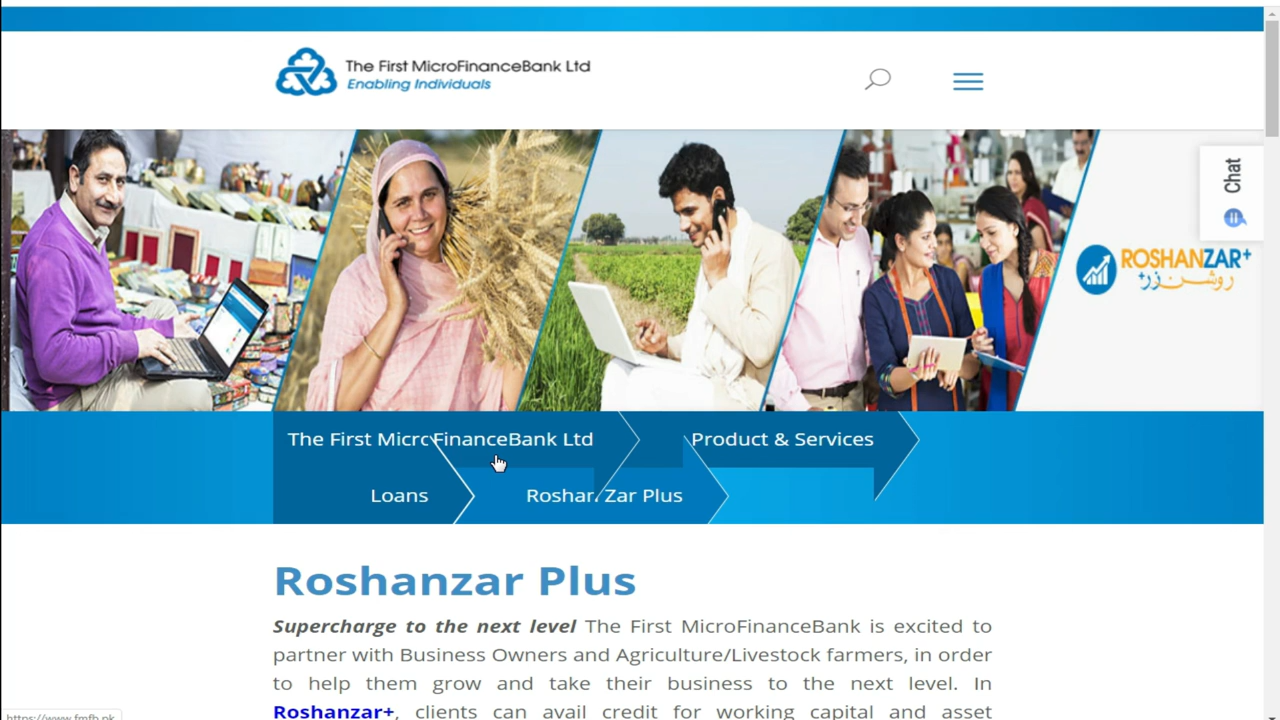 The First MicroFinanceBank Ltd
Enabling Individuals
Chat
ROSHANZAR+
روشن زر+
The First MicroFinanceBank Ltd
Product & Services
Loans
Roshan Zar Plus
Roshanzar Plus
Supercharge to the next level The First MicroFinanceBank is excited to
partner with Business Owners and Agriculture/Livestock farmers, in order
to help them grow and take their business to the next level. In
Roshanzar+, clients can avail credit for working capital and asset
https://www.fmfb.pk